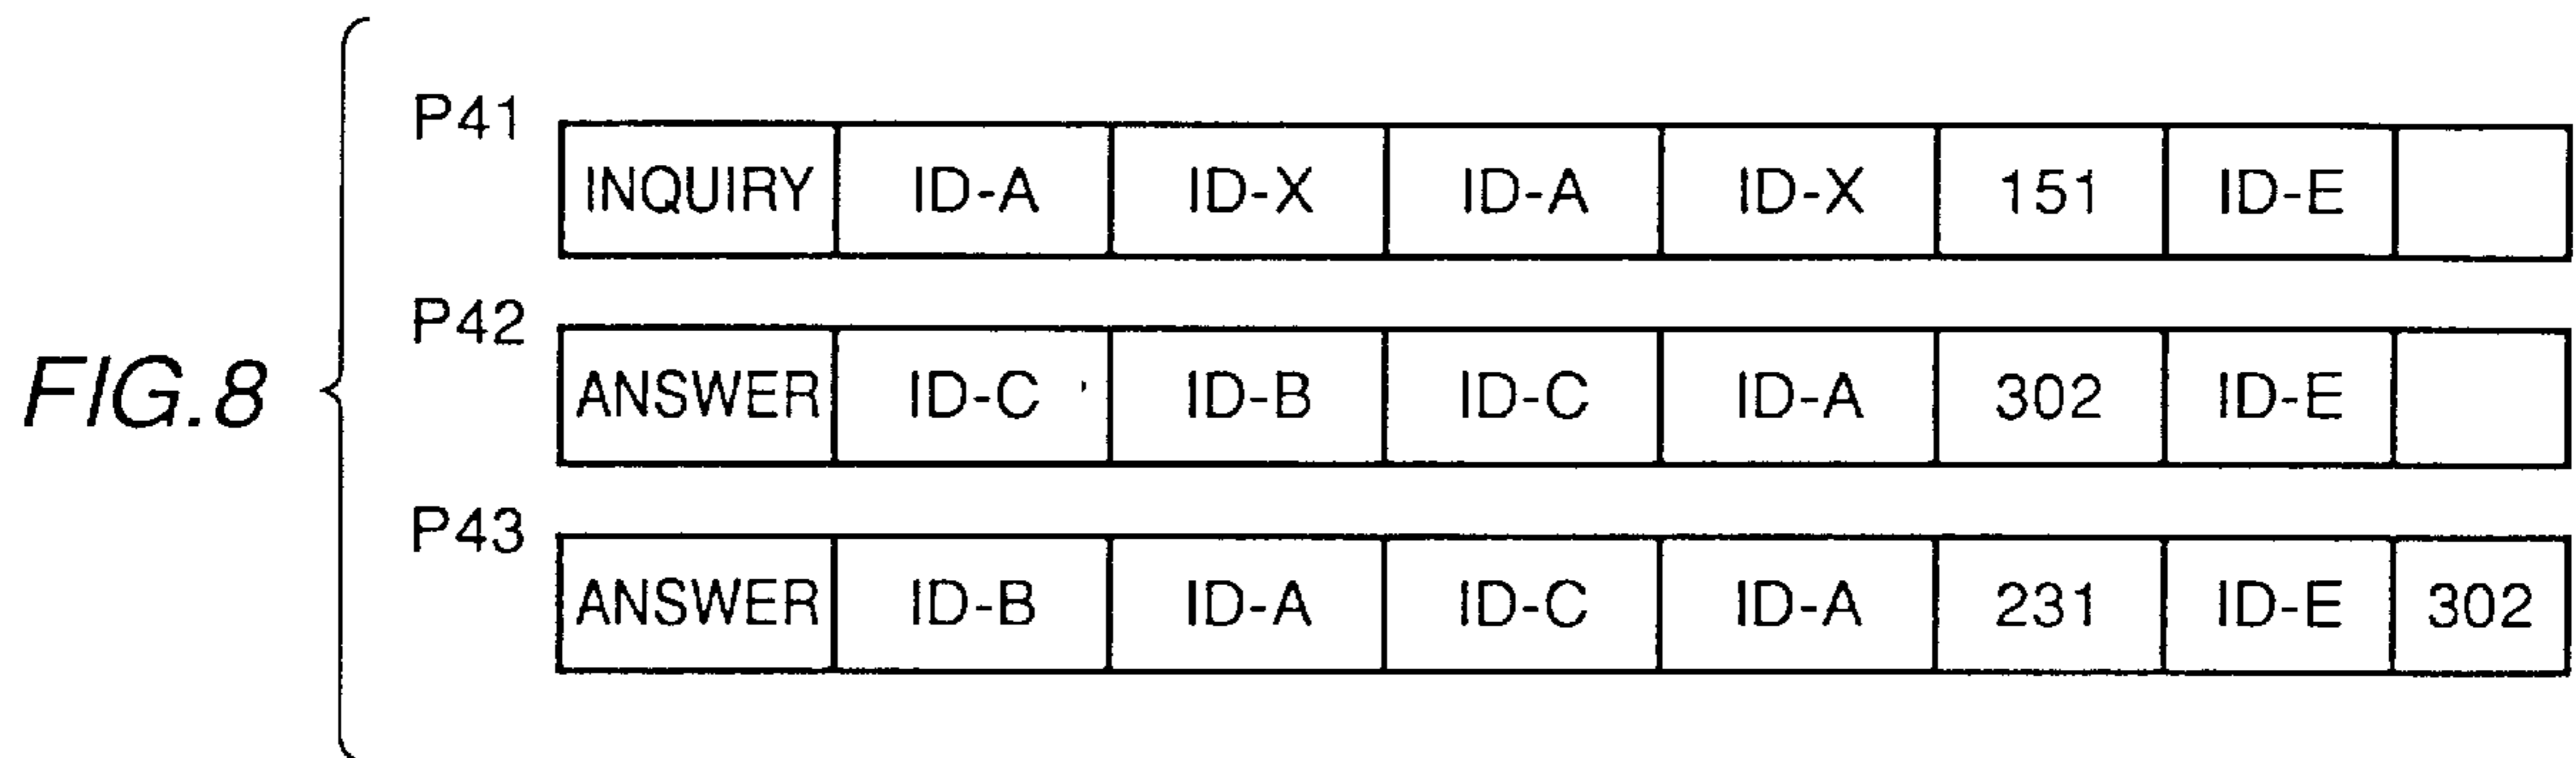 P41
INQUIRY ID-A ID-X ID-A ID-X 151 ID-E
P42
ANSWER ID-C ID-B ID-C ID-A 302 ID-E
FIG.8
P43
ANSWER ID-B ID-A ID-C ID-A 231 ID-E 302